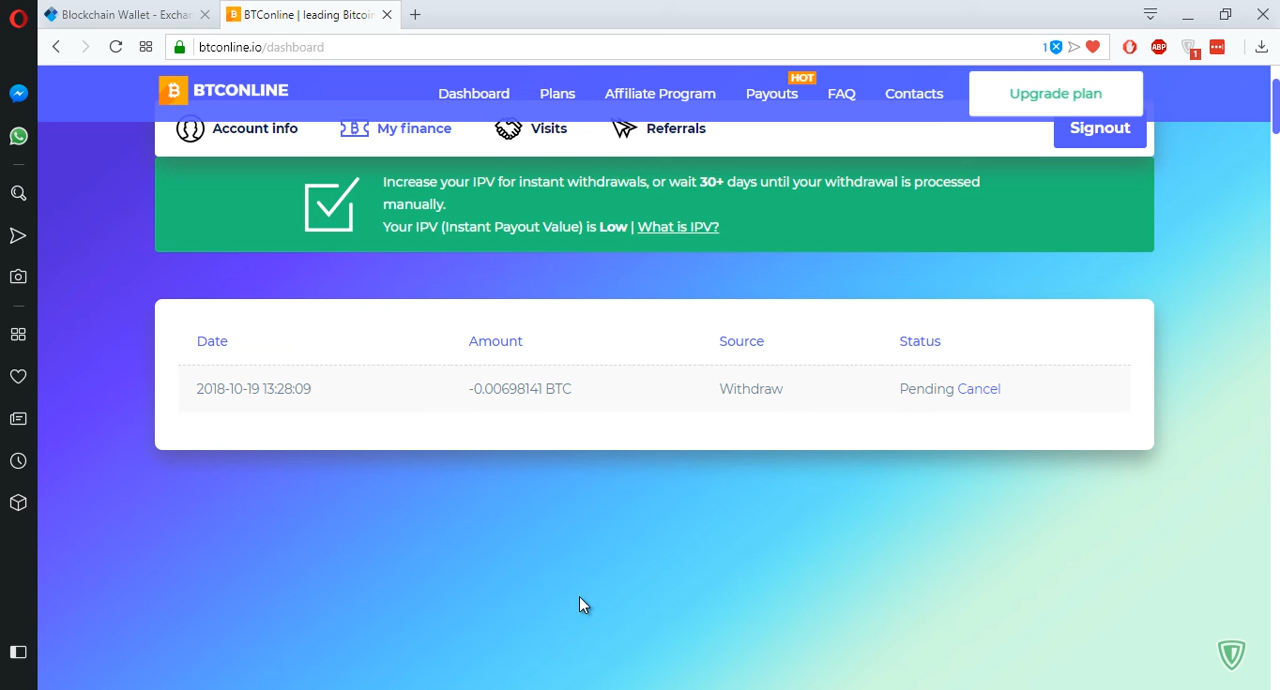 Blockchain Wallet - Exchan
BTConline | leading Bitcoin
btconline.io/dashboard
1
ABP
1
BTCONLINE
Dashboard
Plans
Affiliate Program
Payouts
HOT
FAQ
Contacts
Upgrade plan
Account info
My finance
Visits
Referrals
Signout
Increase your IPV for instant withdrawals, or wait 30+ days until your withdrawal is processed
manually.
Your IPV (Instant Payout Value) is Low | What is IPV?
Date Amount Source Status
2018-10-19 13:28:09 -0.00698141 BTC Withdraw Pending Cancel